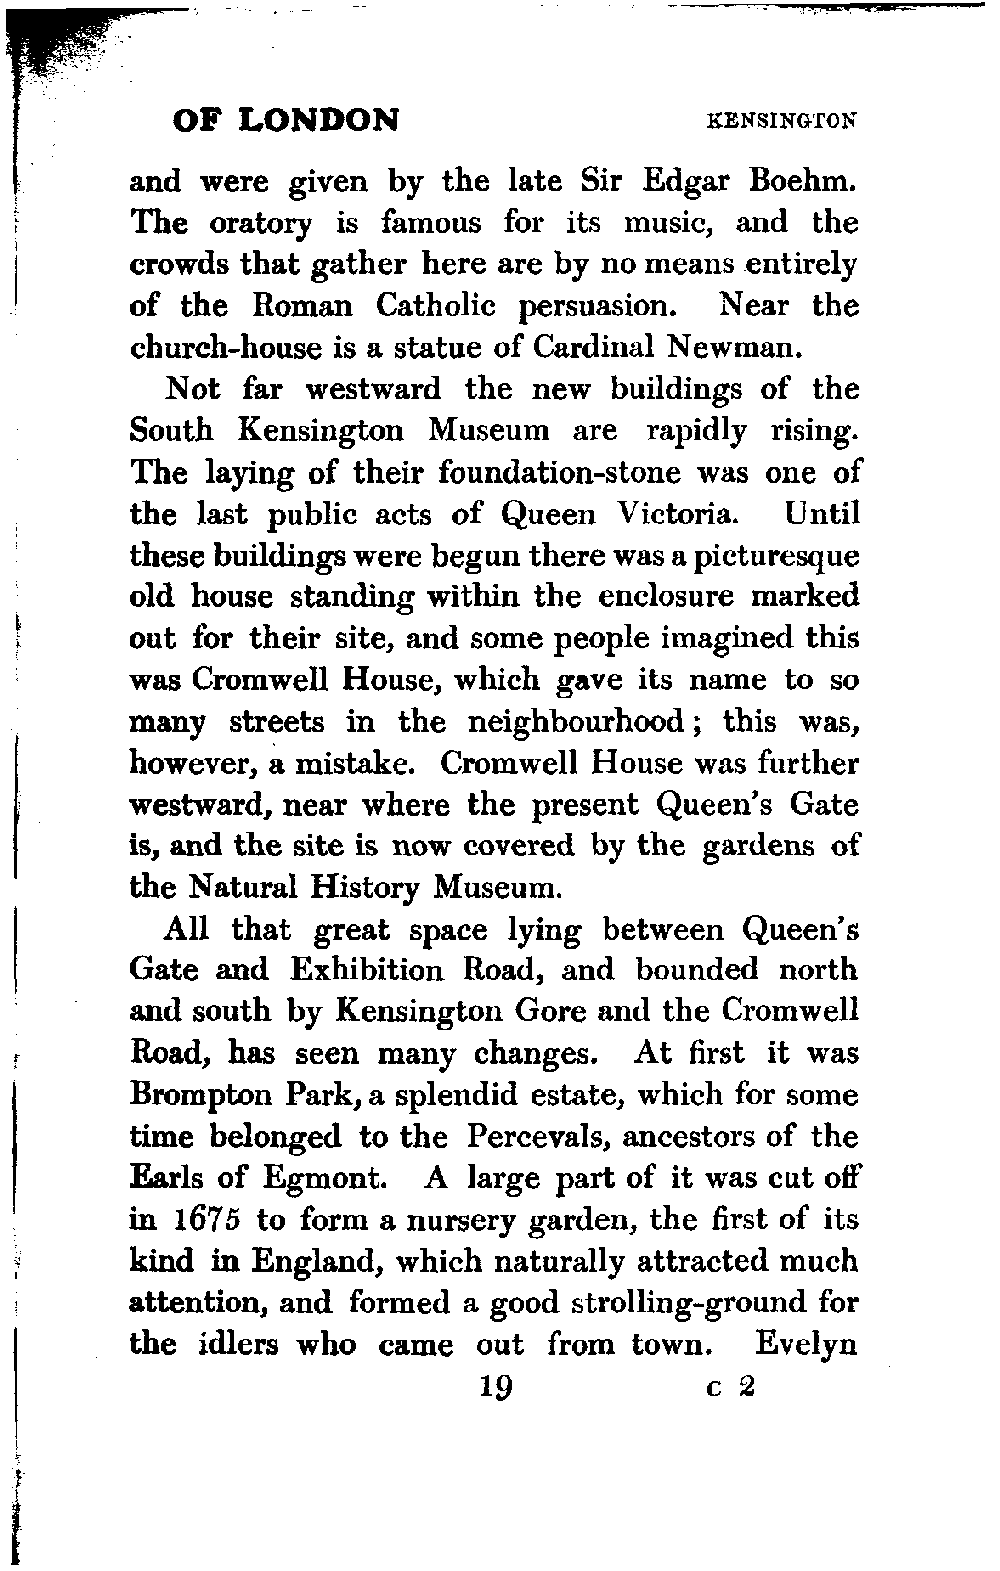 OF LONDON KENSINGTON
and were given by the late Sir Edgar Boehm.
The oratory is famous for its music, and the
crowds that gather here are by no means entirely
of the Roman Catholic persuasion. Near the
church-house is a statue of Cardinal Newman.
Not far westward the new buildings of the
South Kensington Museum are rapidly rising.
The laying of their foundation-stone was one of
the last public acts of Queen Victoria. Until
these buildings were begun there was a picturesque
old house standing within the enclosure marked
out for their site, and some people imagined this
was Cromwell House, which gave its name to so
many streets in the neighbourhood; this was,
however, a mistake. Cromwell House was further
westward, near where the present Queen's Gate
is, and the site is now covered by the gardens of
the Natural History Museum.
All that great space lying between Queen's
Gate and Exhibition Road, and bounded north
and south by Kensington Gore and the Cromwell
Road, has seen many changes. At first it was
Brompton Park, a splendid estate, which for some
time belonged to the Percevals, ancestors of the
Earls of Egmont. A large part of it was cut off
in 1675 to form a nursery garden, the first of its
kind in England, which naturally attracted much
attention, and formed a good strolling-ground for
the idlers who came out from town. Evelyn
19 C 2